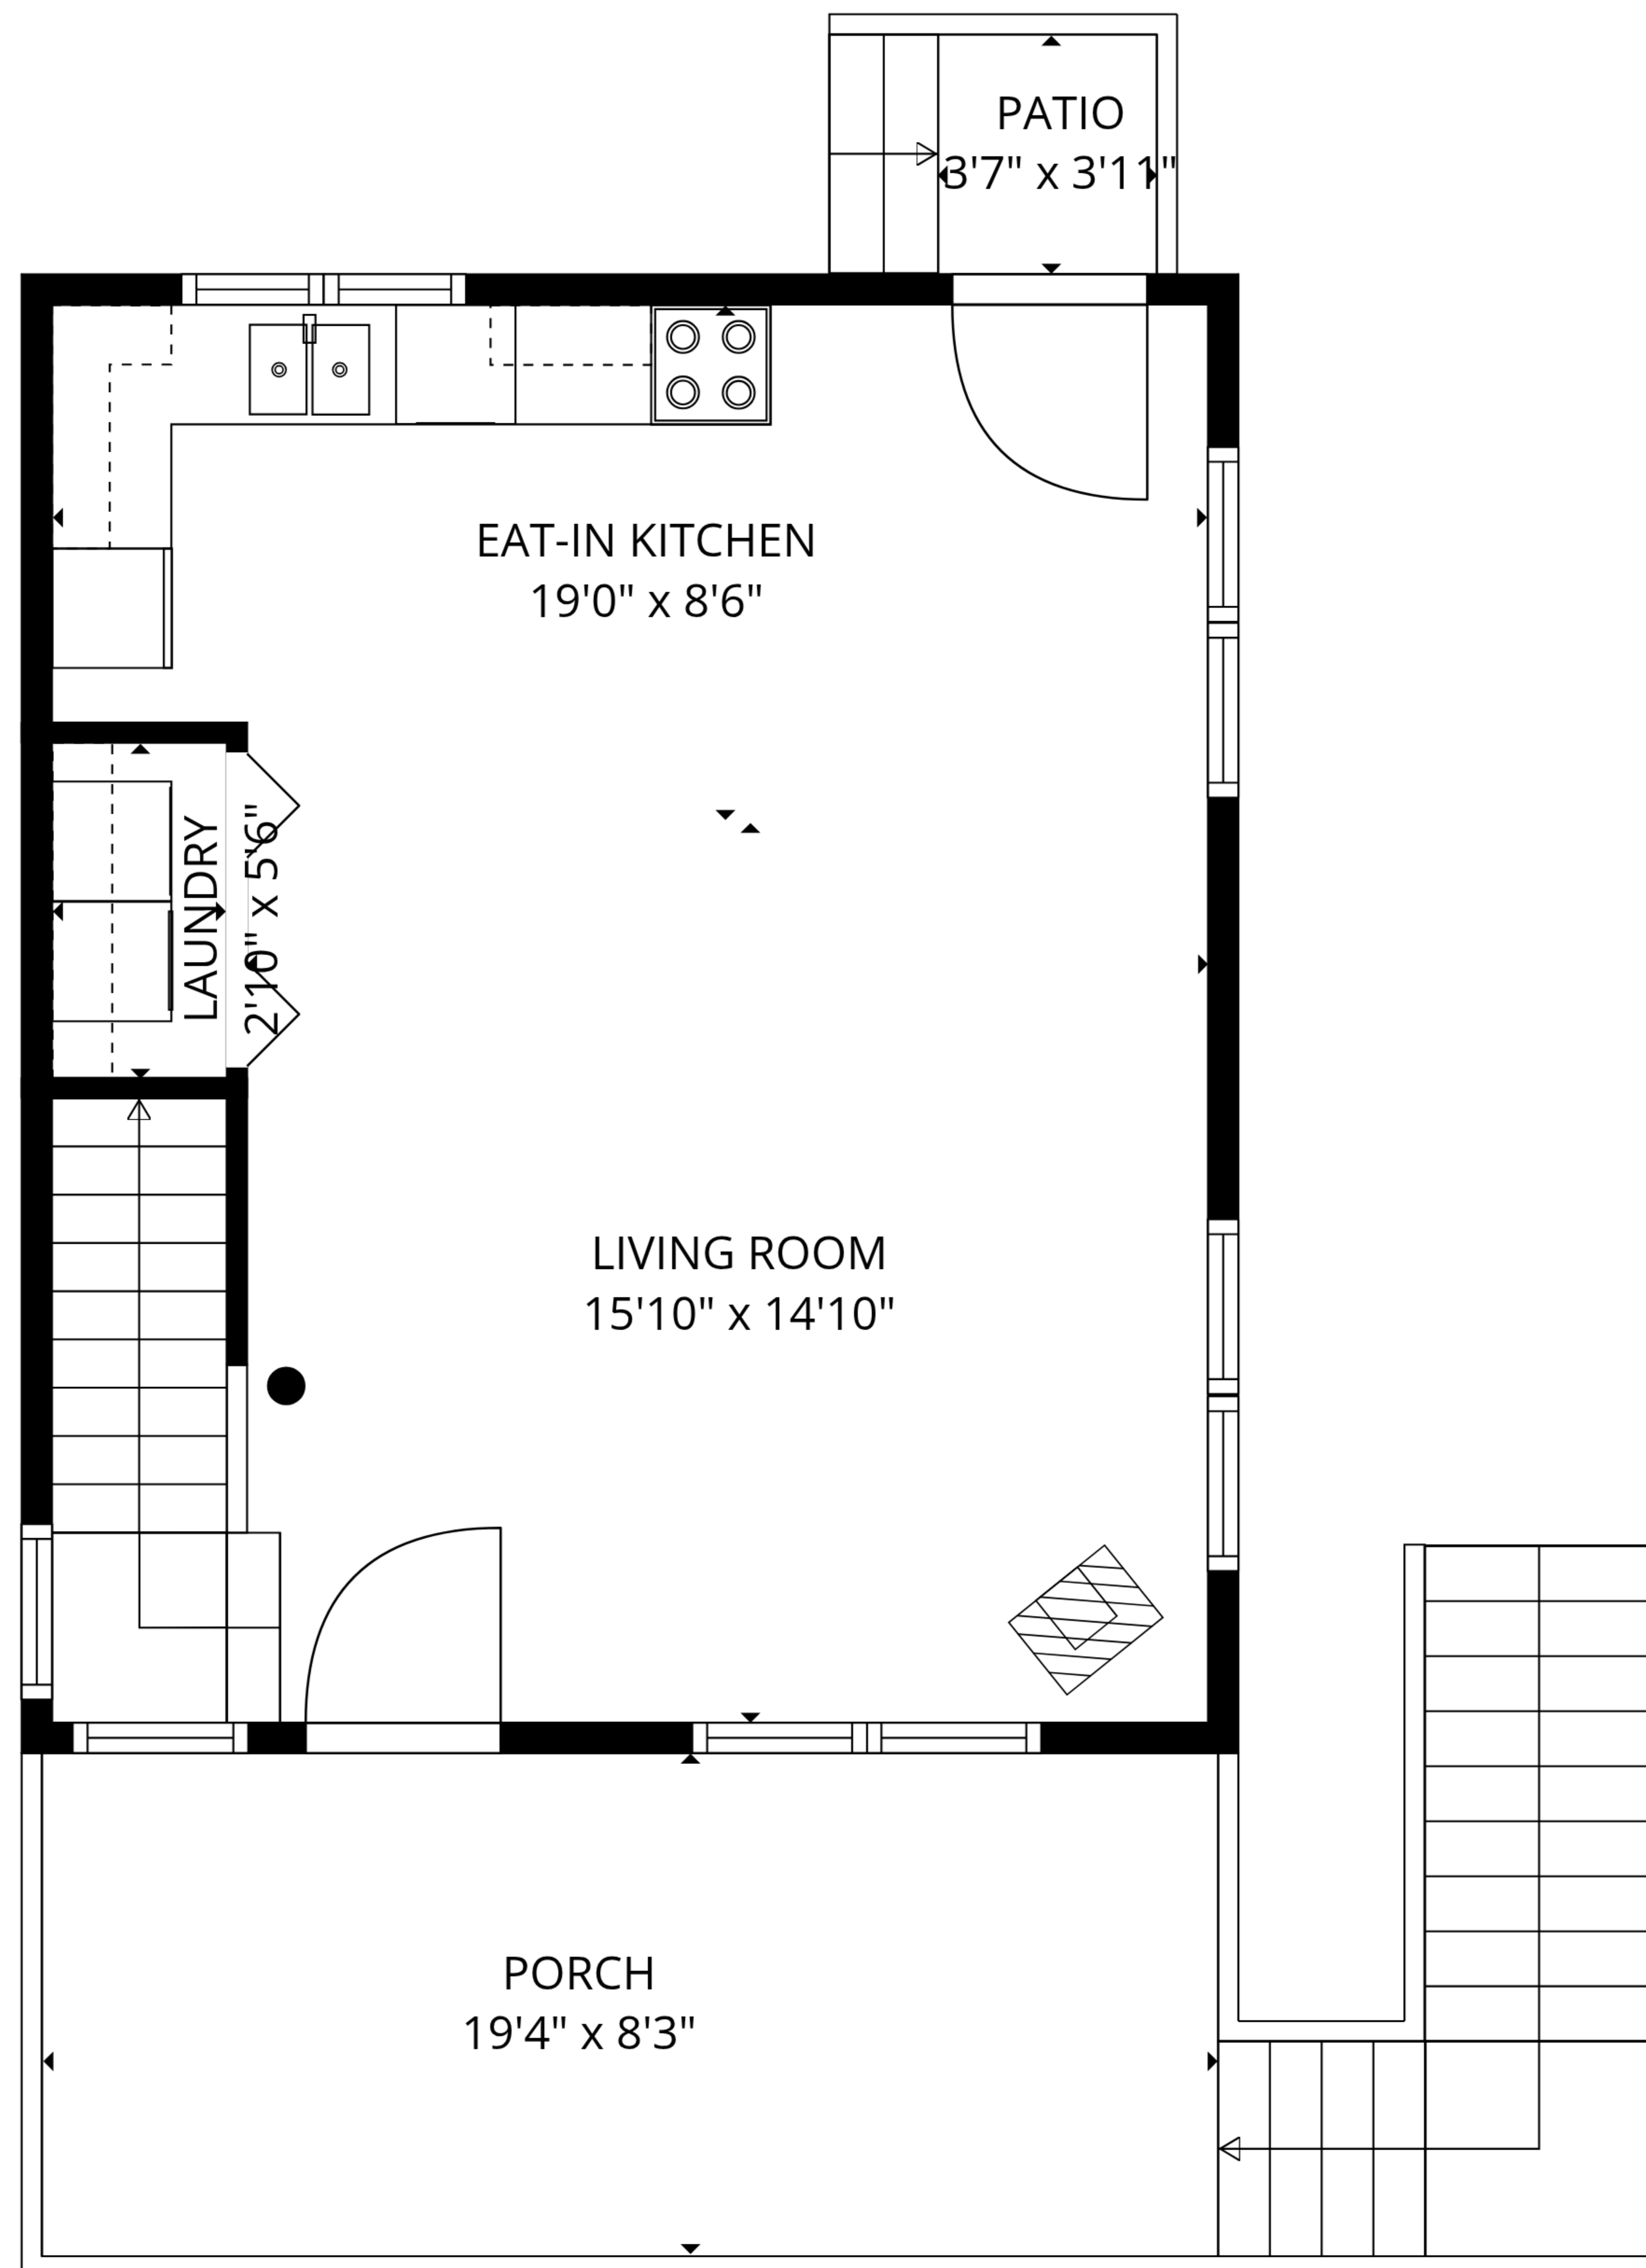 PATIO
3'7" x 3'11"
EAT-IN KITCHEN
19'0" x 8'6"
LAUNDRY
2'10" x 5'6"
LIVING ROOM
15'10" x 14'10"
PORCH
19'4" x 8'3"